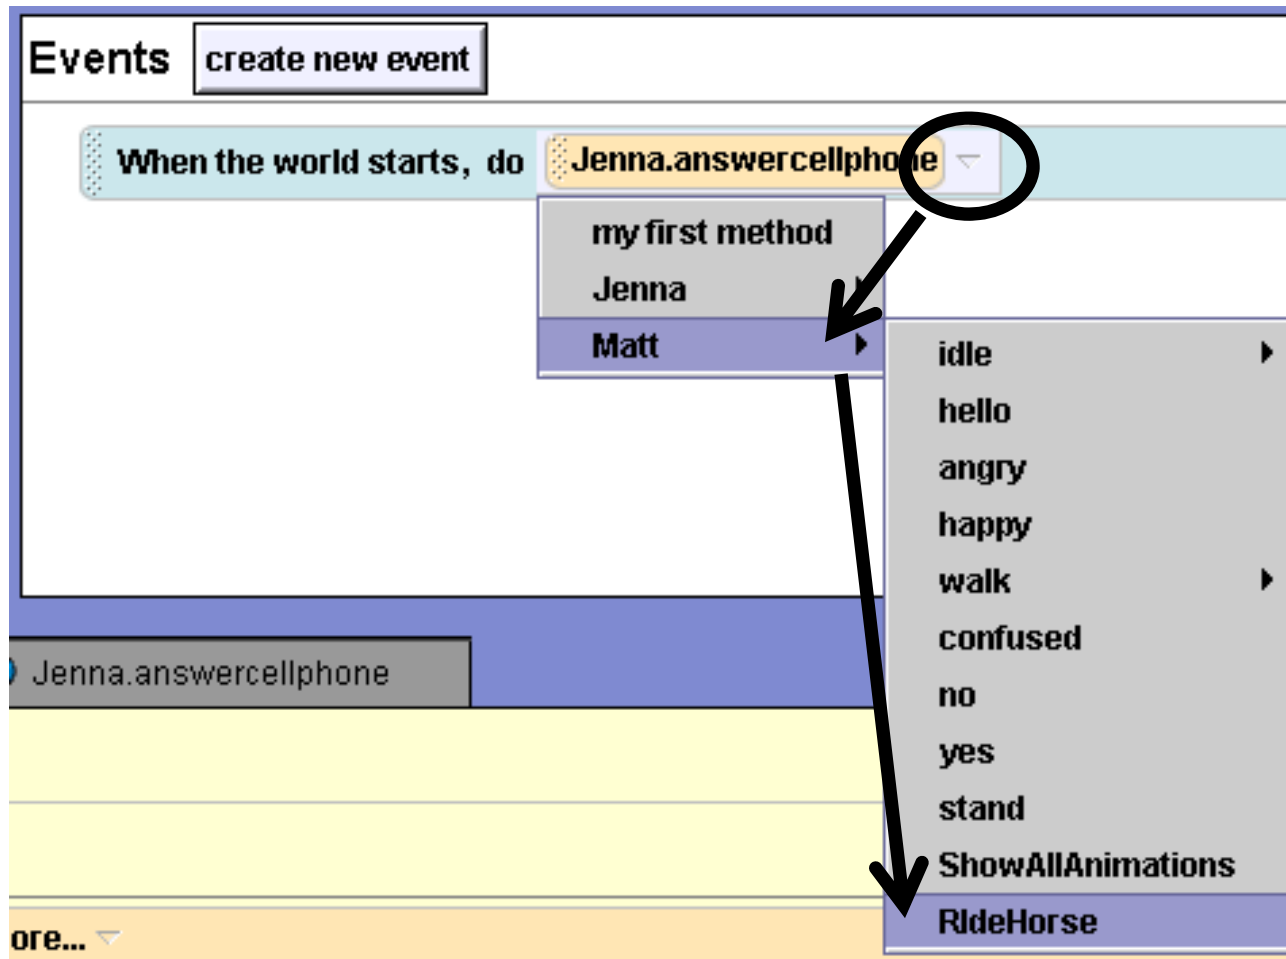 Events create new event
When the world starts, do Jenna.answercellphone
my first method
Jenna
Matt
idle
hello
angry
happy
walk
confused
no
yes
stand
ShowAllAnimations
RIdeHorse
Jenna.answercellphone
ore...